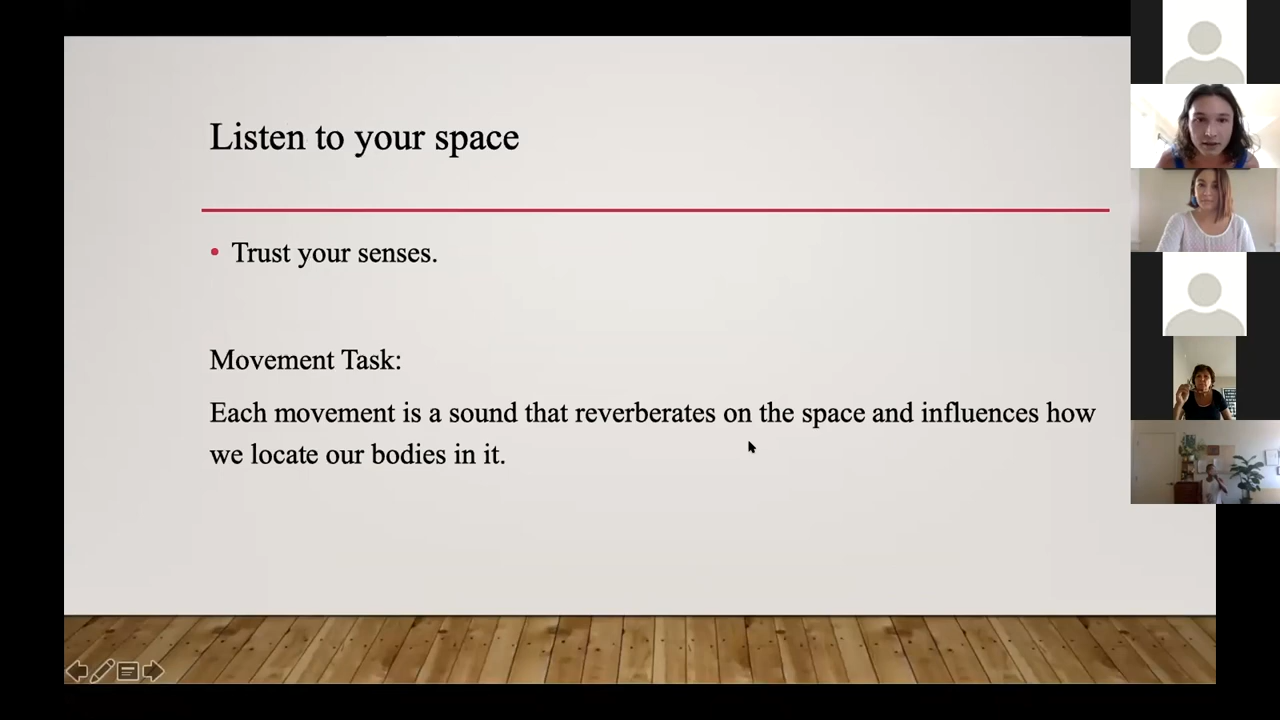 Listen to your space
• Trust your senses.
Movement Task:
Each movement is a sound that reverberates on the space and influences how
we locate our bodies in it.